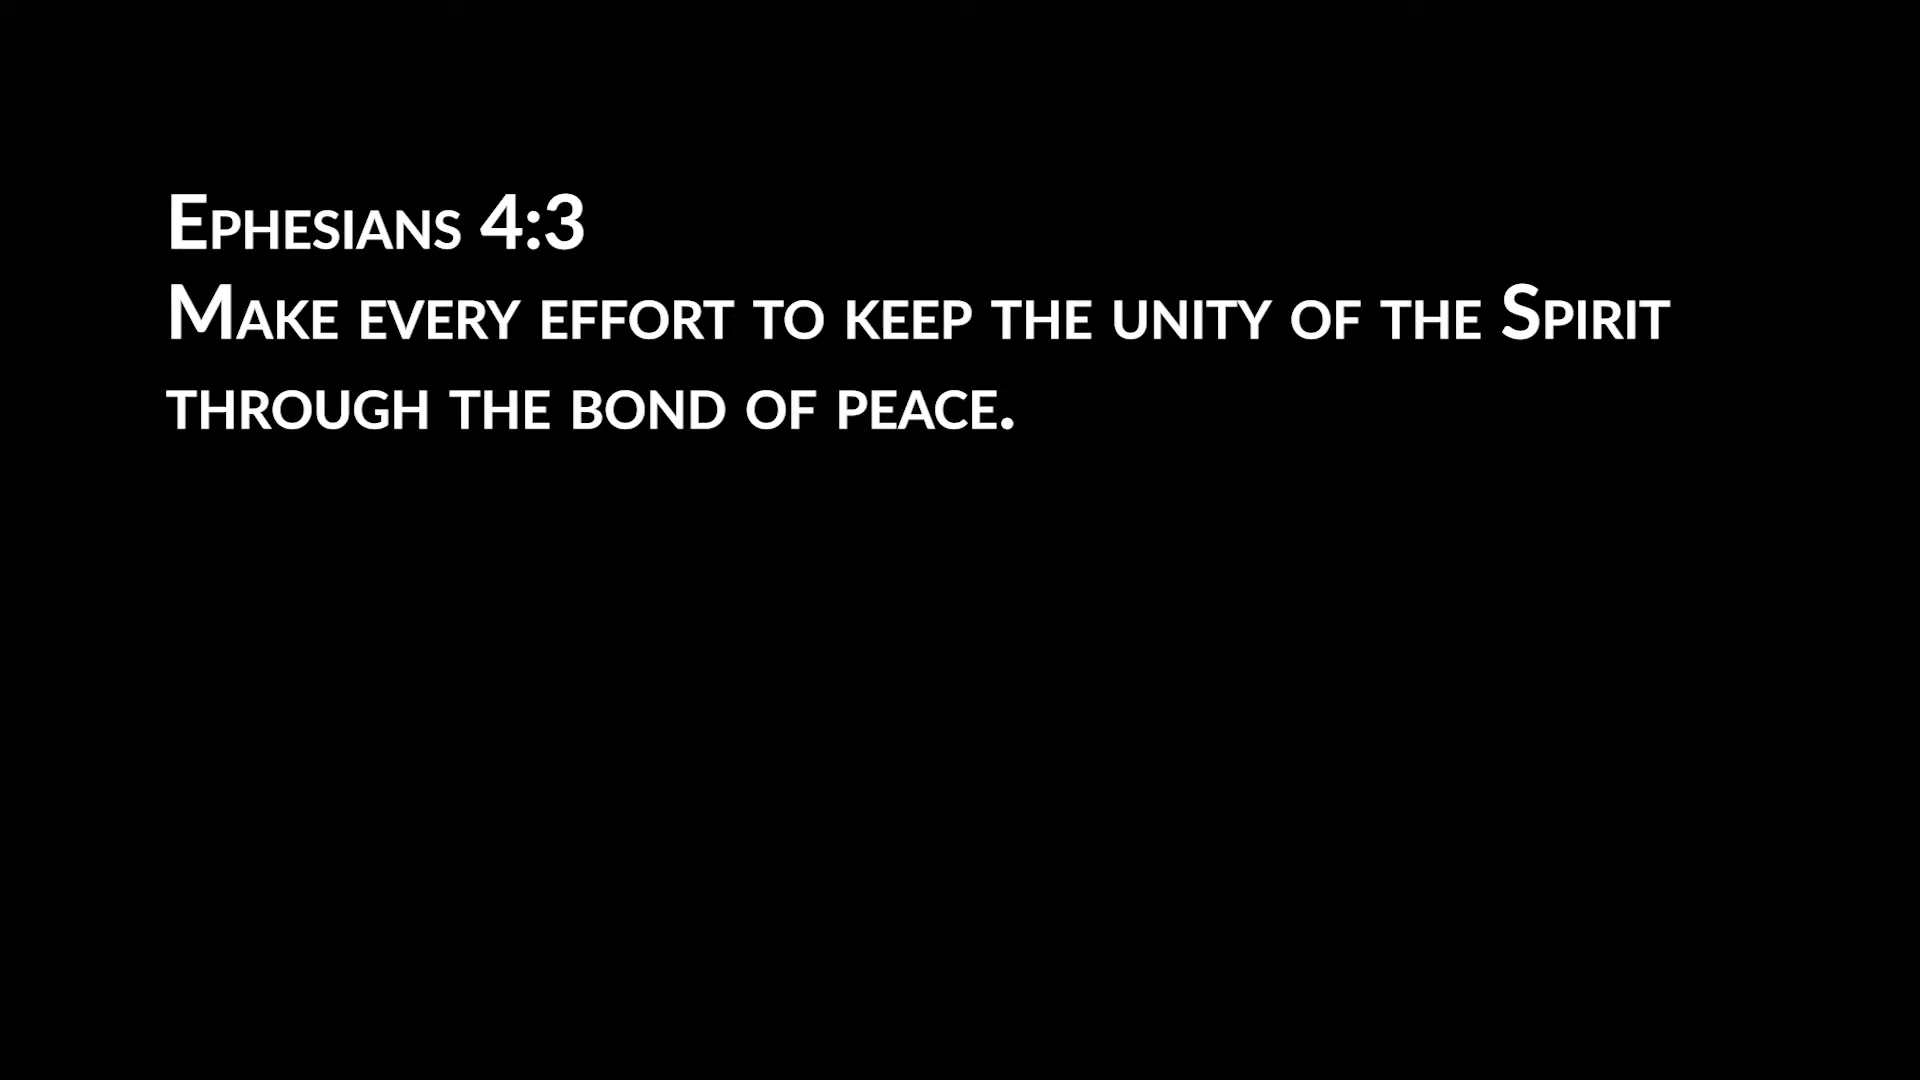 Ephesians 4:3
Make every effort to keep the unity of the Spirit
through the bond of peace.